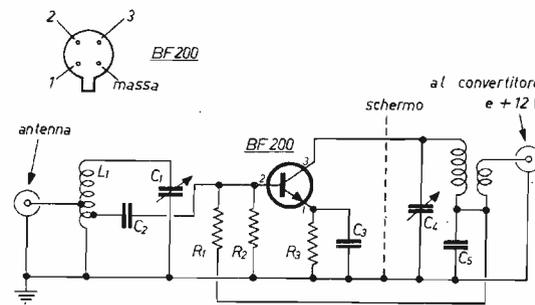 2 3
BF200
1 massa
al convertitore
e + 12
schermo
antenna
BF200
L1 C1 2 3 1
C2 C4
R1 R2 R3 C3 C5